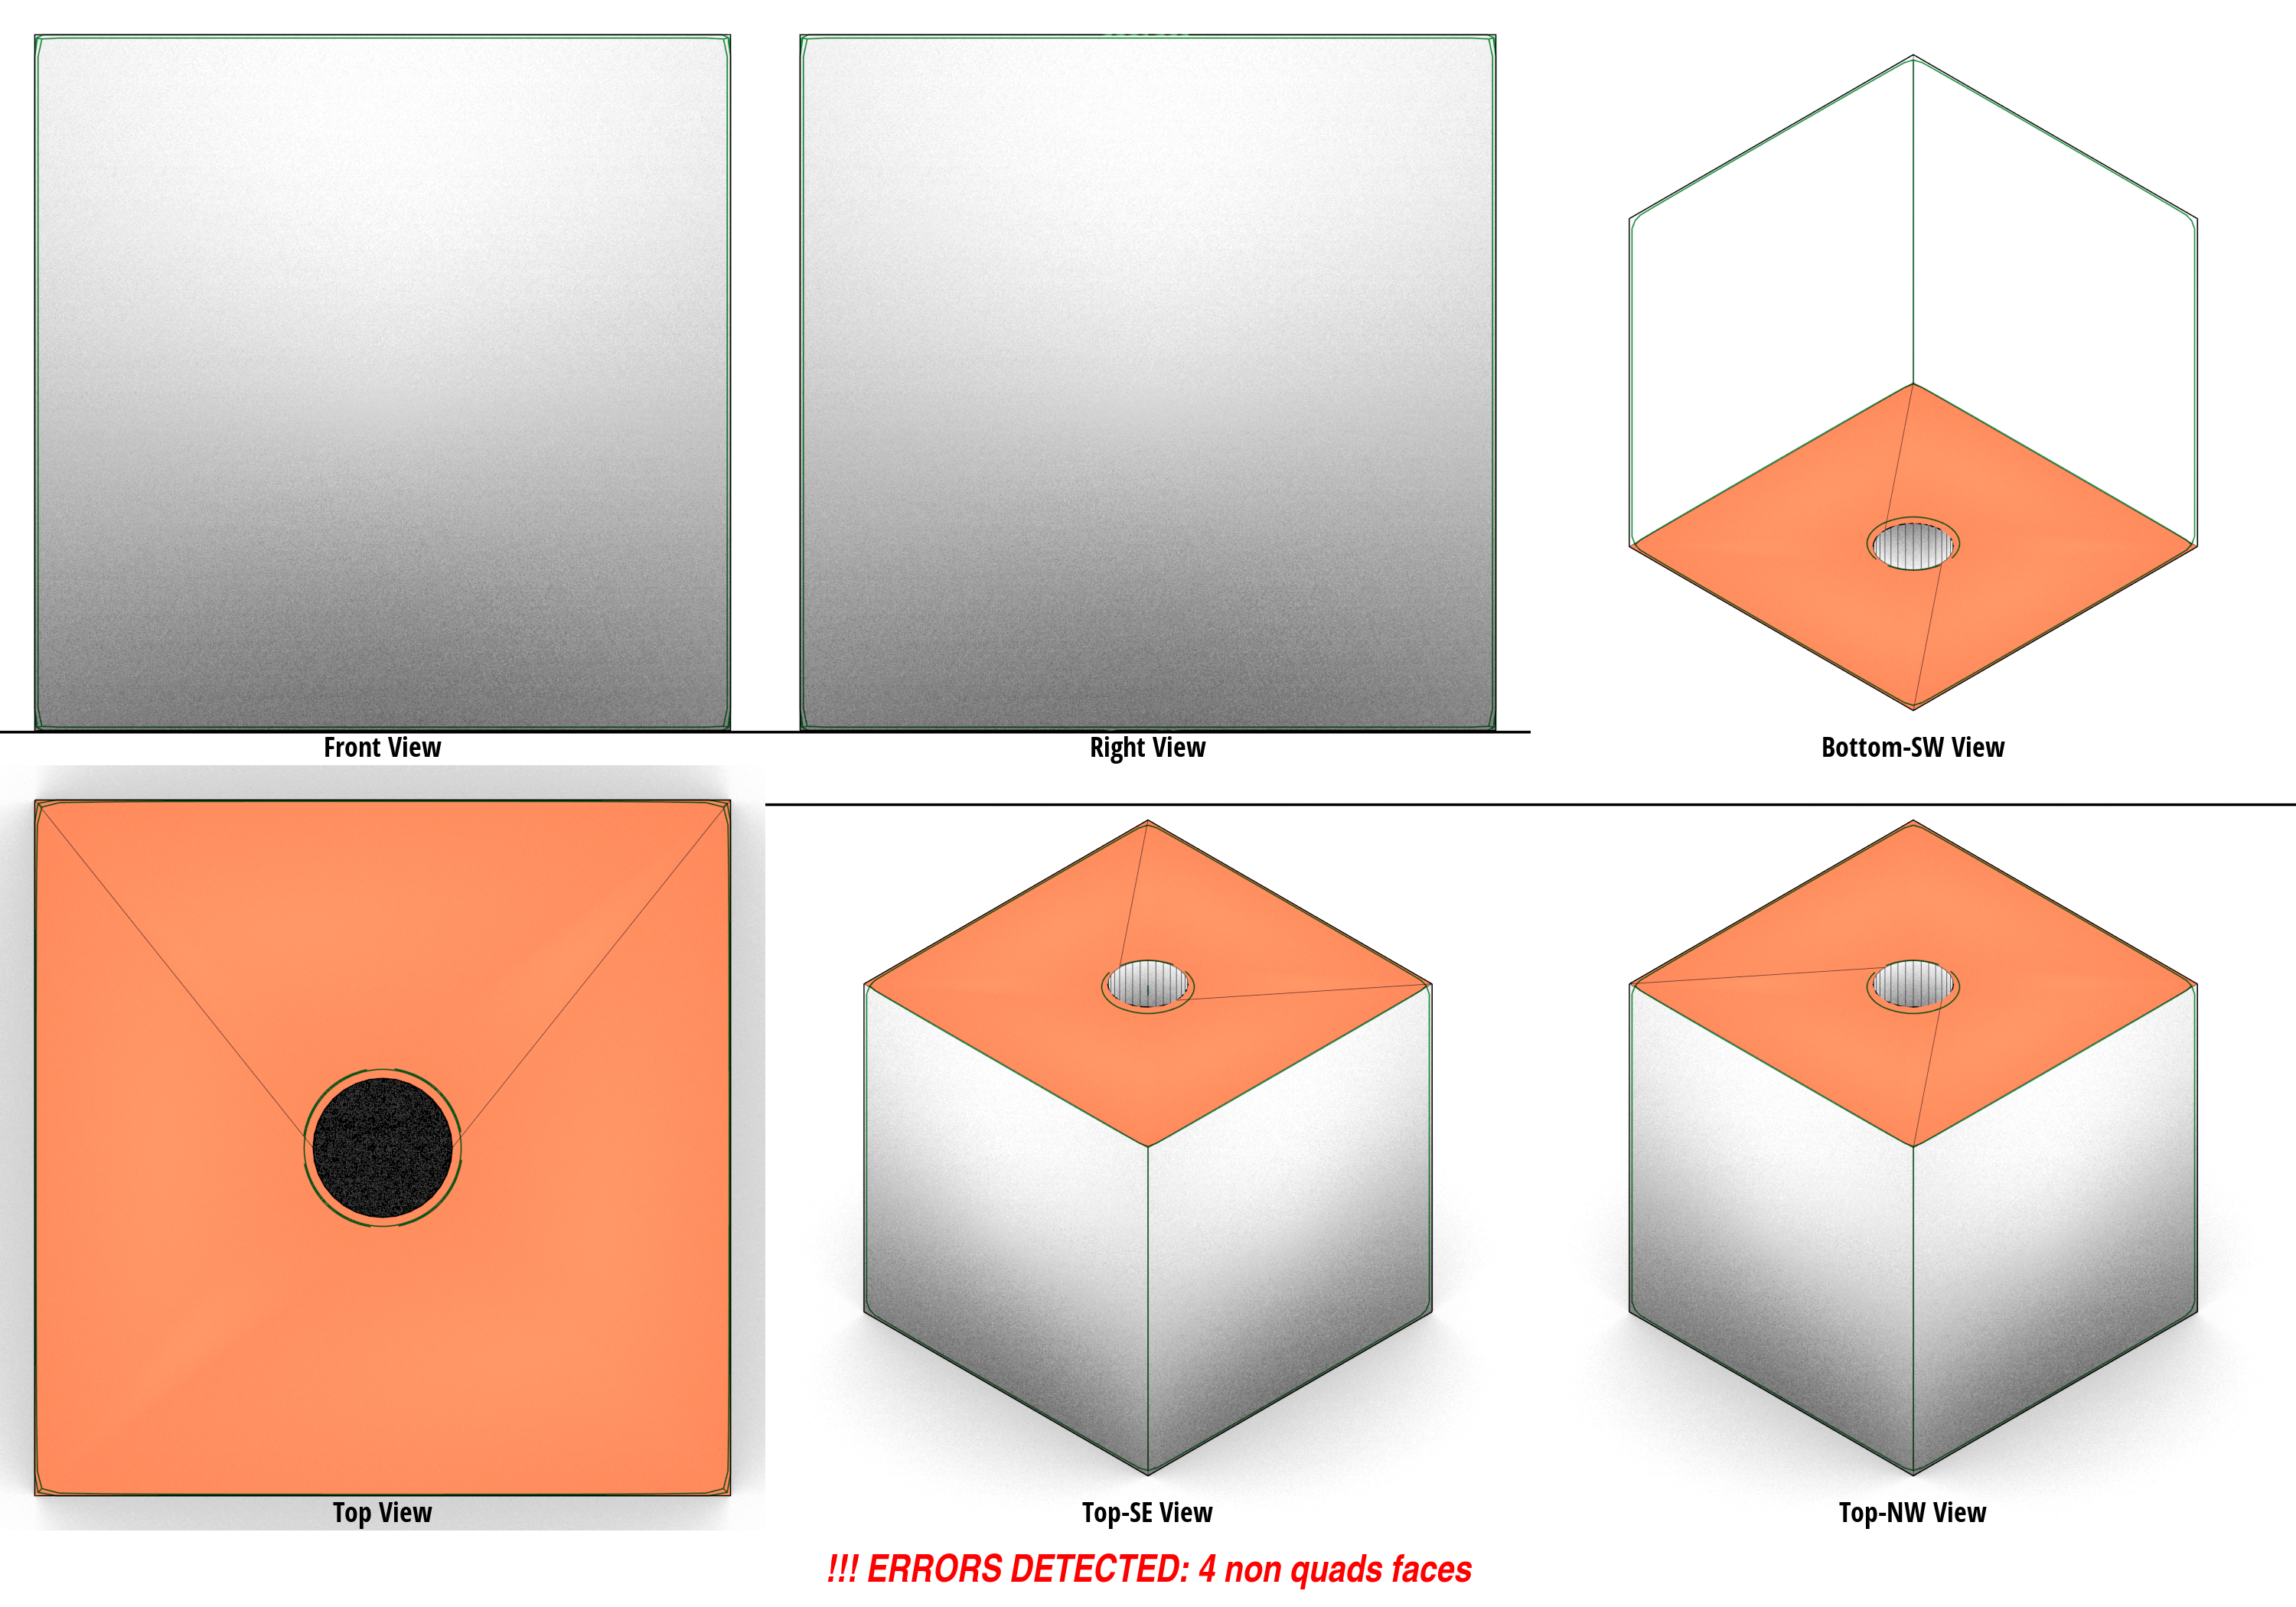 Front View
Right View
Bottom-SW View
Top View
Top-SE View
Top-NW View
!!! ERRORS DETECTED: 4 non quads faces